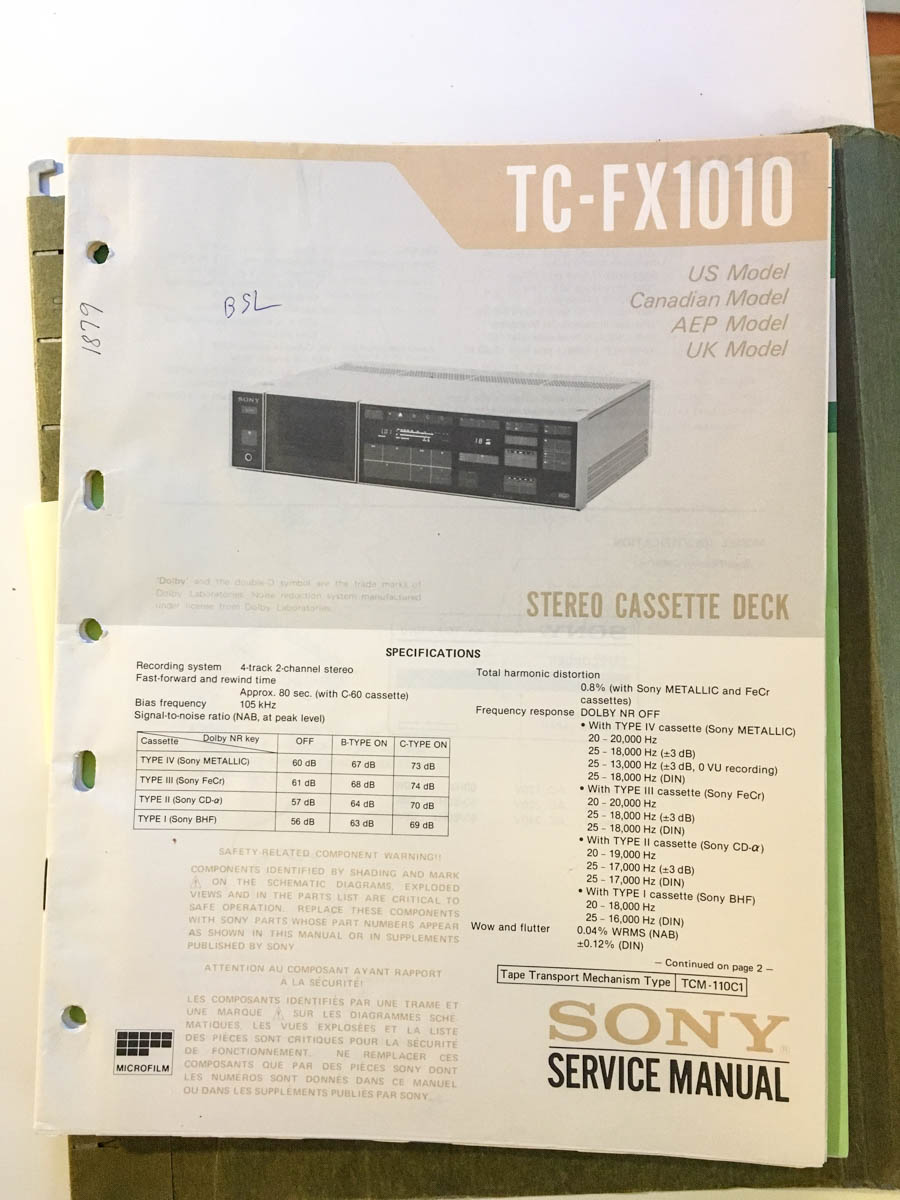 TC-FX1010
US Model
Canadian Model
AEP Model
UK Model
BSL
1879
SONY
"Dolby" and the double-D symbol are the trade marks of
Dolby Laboratories. Noise reduction system manufactured
under license from Dolby Laboratories.
STEREO CASSETTE DECK
SPECIFICATIONS
Recording system 4-track 2-channel stereo
Fast-forward and rewind time
Approx. 80 sec. (with C-60 cassette)
Bias frequency 105 kHz
Signal-to-noise ratio (NAB, at peak level)
Cassette Dolby NR key OFF B-TYPE ON C-TYPE ON
TYPE IV (Sony METALLIC) 60 dB 67 dB 73 dB
TYPE III (Sony FeCr) 61 dB 68 dB 74 dB
TYPE II (Sony CD-α) 57 dB 64 dB 70 dB
TYPE I (Sony BHF) 56 dB 63 dB 69 dB
SAFETY-RELATED COMPONENT WARNING!!
COMPONENTS IDENTIFIED BY SHADING AND MARK
⚠ ON THE SCHEMATIC DIAGRAMS, EXPLODED
VIEWS AND IN THE PARTS LIST ARE CRITICAL TO
SAFE OPERATION. REPLACE THESE COMPONENTS
WITH SONY PARTS WHOSE PART NUMBERS APPEAR
AS SHOWN IN THIS MANUAL OR IN SUPPLEMENTS
PUBLISHED BY SONY
ATTENTION AU COMPOSANT AYANT RAPPORT
A LA SÉCURITÉ!
LES COMPOSANTS IDENTIFIÉS PAR UNE TRAME ET
UNE MARQUE ⚠ SUR LES DIAGRAMMES SCHE-
MATIQUES, LES VUES EXPLOSÉES ET LA LISTE
DES PIÈCES SONT CRITIQUES POUR LA SÉCURITÉ
DE FONCTIONNEMENT. NE REMPLACER CES
COMPOSANTS QUE PAR DES PIÈCES SONY DONT
LES NUMÉROS SONT DONNÉS DANS CE MANUEL
OU DANS LES SUPPLÉMENTS PUBLIÉS PAR SONY.
MICROFILM
Total harmonic distortion
0.8% (with Sony METALLIC and FeCr
cassettes)
Frequency response DOLBY NR OFF
• With TYPE IV cassette (Sony METALLIC)
20 - 20,000 Hz
25 - 18,000 Hz (±3 dB)
25 - 13,000 Hz (±3 dB, 0 VU recording)
25 - 18,000 Hz (DIN)
• With TYPE III cassette (Sony FeCr)
20 - 20,000 Hz
25 - 18,000 Hz (±3 dB)
25 - 18,000 Hz (DIN)
• With TYPE II cassette (Sony CD-α)
20 - 19,000 Hz
25 - 17,000 Hz (±3 dB)
25 - 17,000 Hz (DIN)
• With TYPE I cassette (Sony BHF)
20 - 18,000 Hz
25 - 16,000 Hz (DIN)
Wow and flutter 0.04% WRMS (NAB)
±0.12% (DIN)
— Continued on page 2 —
Tape Transport Mechanism Type TCM-110C1
SONY®
SERVICE MANUAL